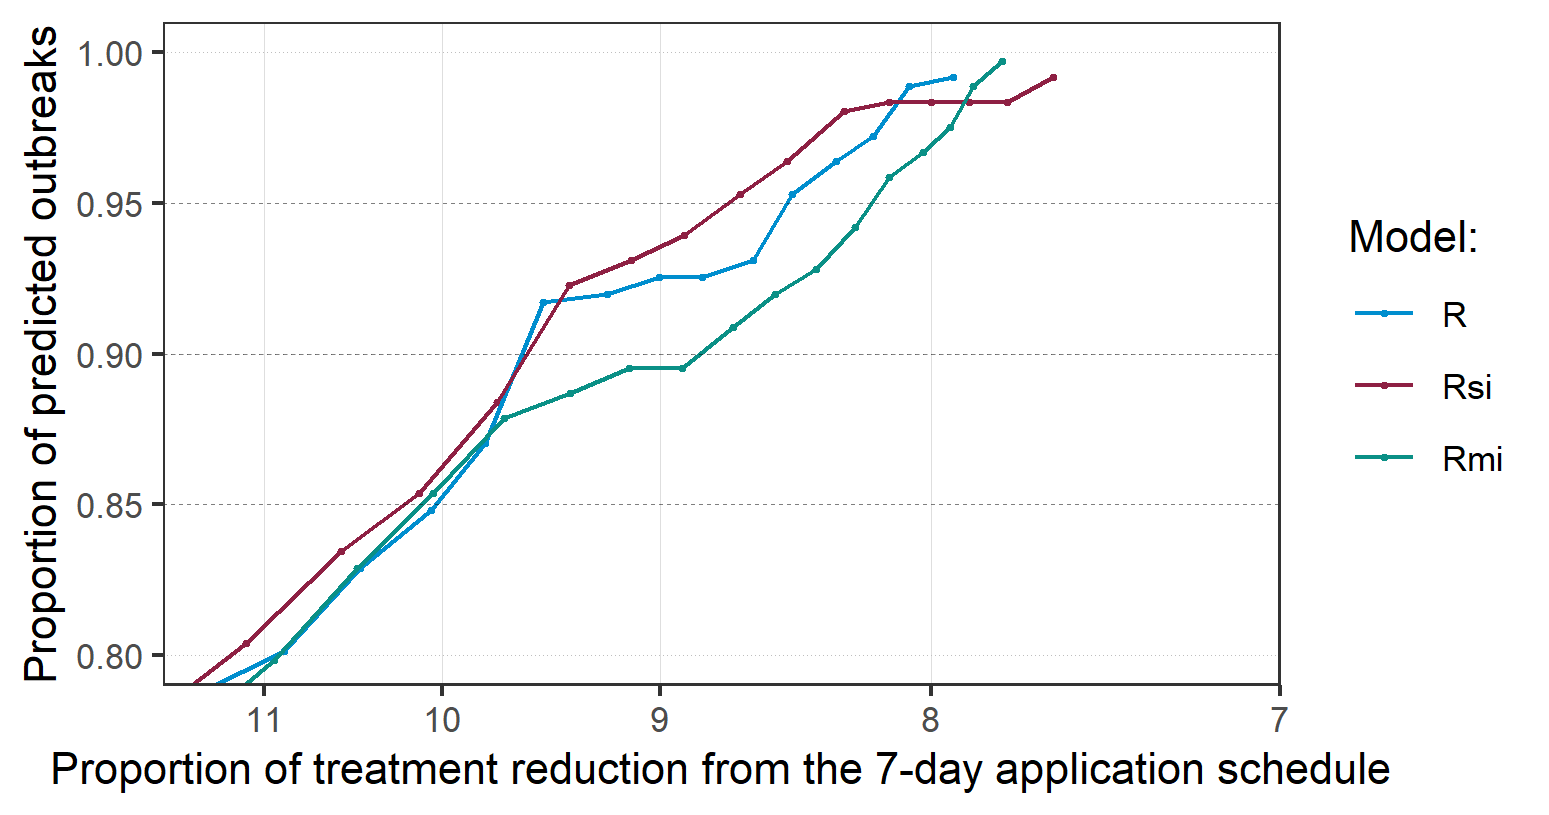 Proportion of predicted outbreaks
1.00
0.95
0.90
0.85
0.80
11 10 9 8 7
Proportion of treatment reduction from the 7-day application schedule
Model:
R
Rsi
Rmi